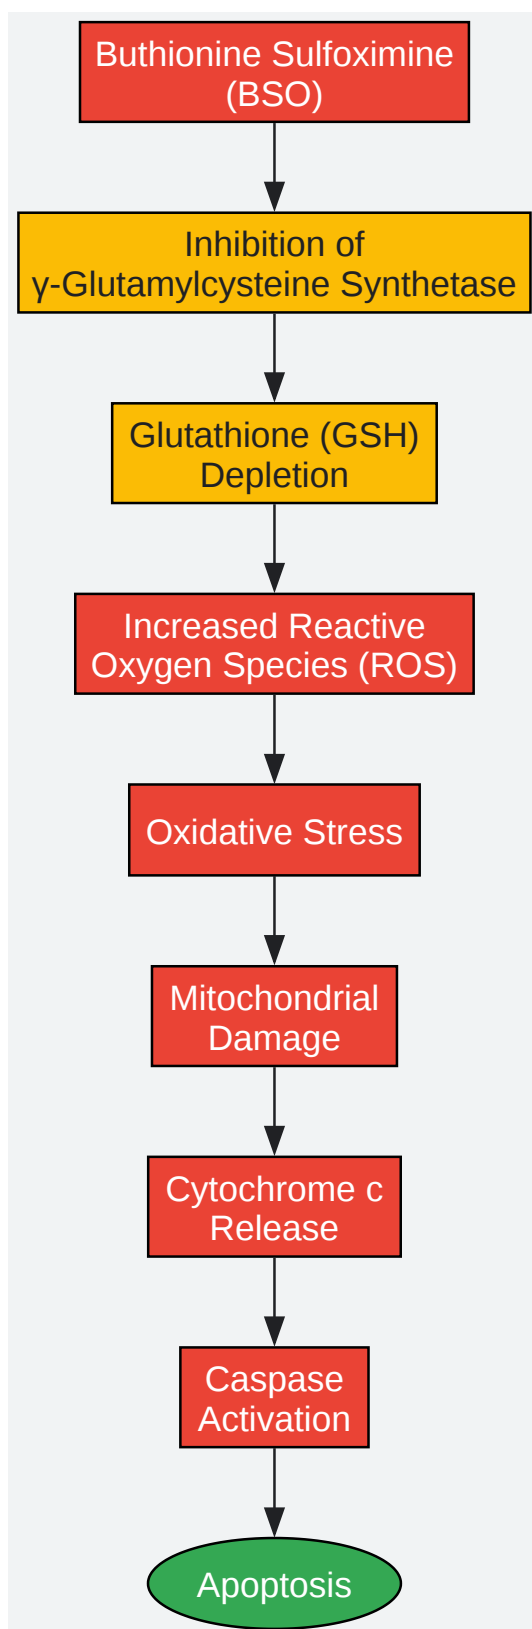 Buthionine Sulfoximine
(BSO)
Inhibition of
γ-Glutamylcysteine Synthetase
Glutathione (GSH)
Depletion
Increased Reactive
Oxygen Species (ROS)
Oxidative Stress
Mitochondrial
Damage
Cytochrome c
Release
Caspase
Activation
Apoptosis